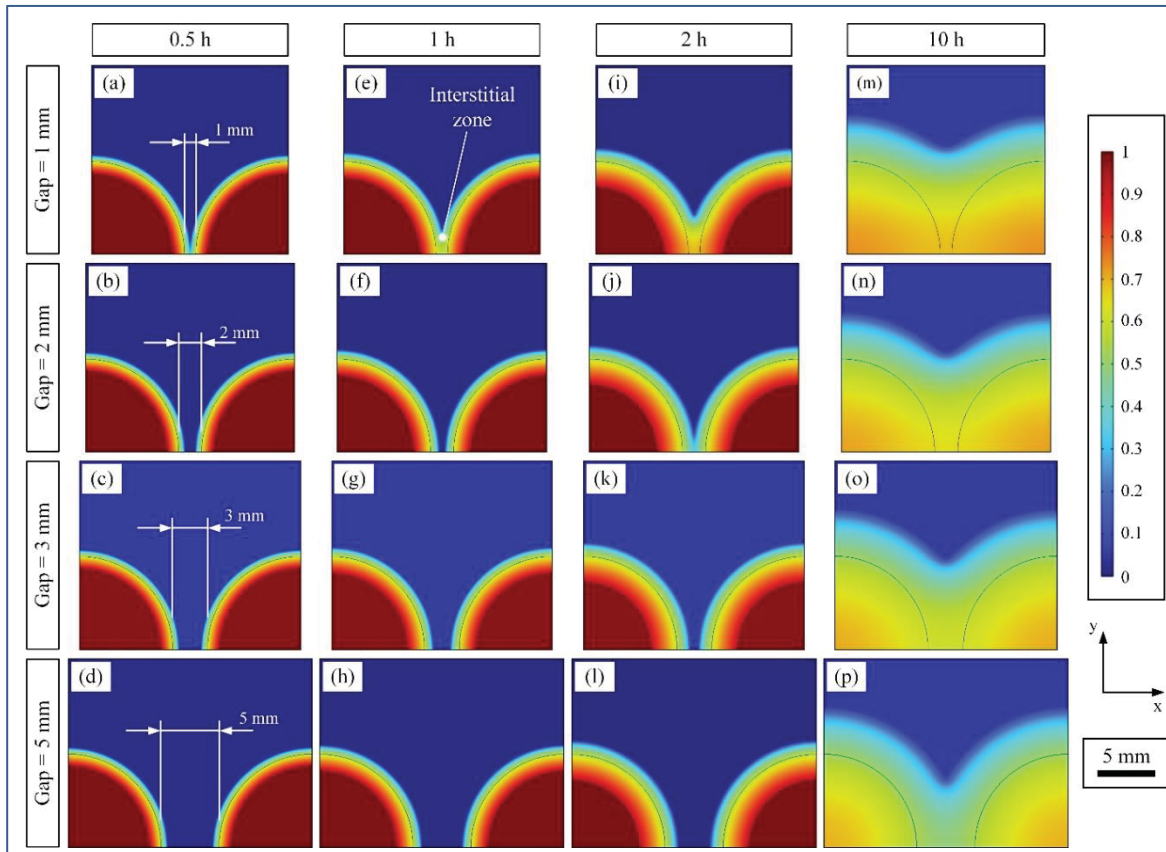 0.5 h
1 h
2 h
10 h
Gap = 1 mm
(a)
1 mm
(e)
Interstitial
zone
(i)
(m)
Gap = 2 mm
(b)
2 mm
(f)
(j)
(n)
Gap = 3 mm
(c)
3 mm
(g)
(k)
(o)
Gap = 5 mm
(d)
5 mm
(h)
(l)
(p)
1
0.9
0.8
0.7
0.6
0.5
0.4
0.3
0.2
0.1
0
y
x
5 mm